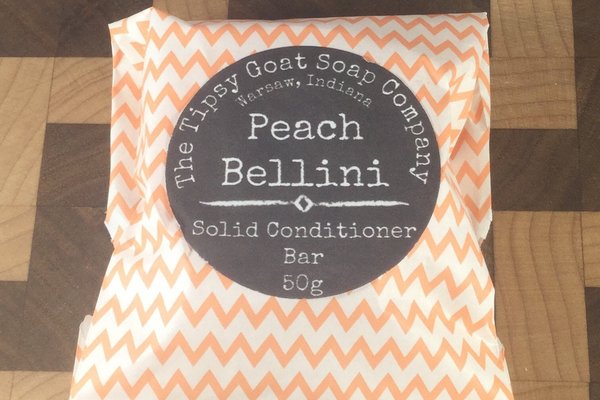 The Tipsy Goat Soap Company
Warsaw, Indiana
Peach
Bellini
Solid Conditioner
Bar
50g